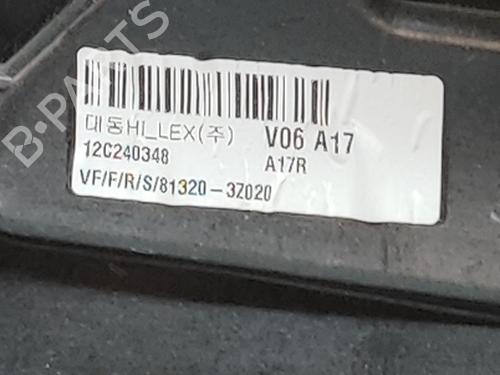 대동HI_LEX(주) V06 A17
12C240348 A17R
VF/F/R/S/81320-3Z020
B-PARTS